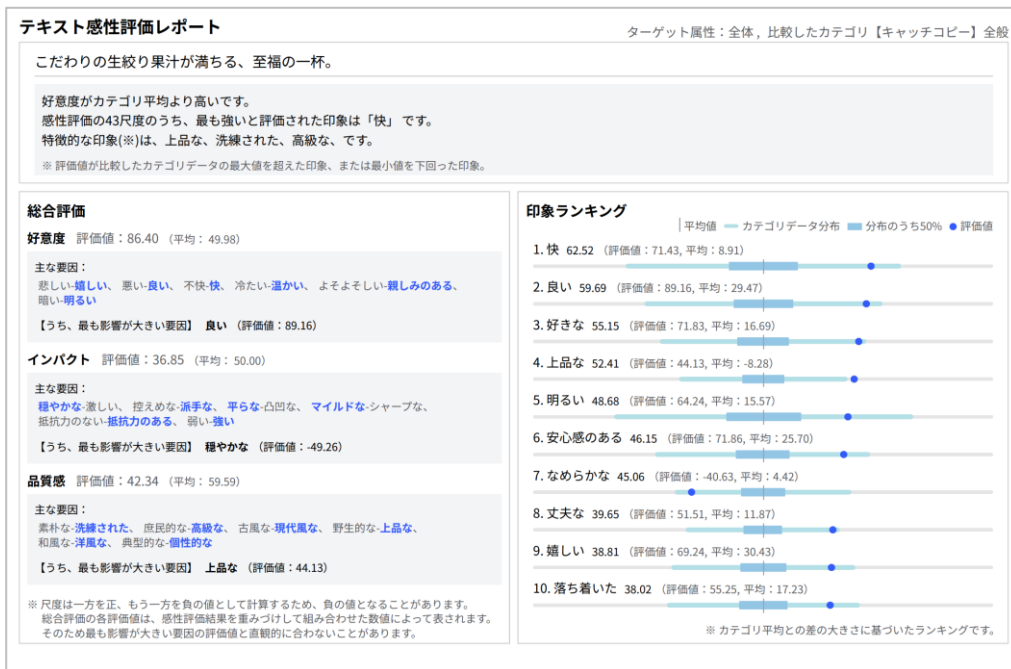 テキスト感性評価レポート
ターゲット属性：全体 , 比較したカテゴリ【キャッチコピー】全般
こだわりの生絞り果汁が満ちる、至福の一杯。
好意度がカテゴリ平均より高いです。
感性評価の43尺度のうち、最も強いと評価された印象は「快」 です。
特徴的な印象(※)は、上品な、洗練された、高級な、です。
※ 評価値が比較したカテゴリデータの最大値を超えた印象、または最小値を下回った印象。
総合評価
好意度 評価値：86.40 （平均： 49.98）
主な要因：
悲しい-嬉しい、 悪い-良い、 不快-快、 冷たい-温かい、 よそよそしい-親しみのある、
暗い-明るい
【うち、最も影響が大きい要因】 良い （評価値：89.16）
インパクト 評価値：36.85 （平均： 50.00）
主な要因：
穏やかな-激しい、 控えめな-派手な、 平らな-凸凹な、 マイルドな-シャープな、
抵抗力のない-抵抗力のある、 弱い-強い
【うち、最も影響が大きい要因】 穏やかな （評価値：-49.26）
品質感 評価値：42.34 （平均： 59.59）
主な要因：
素朴な-洗練された、 庶民的な-高級な、 古風な-現代風な、 野生的な-上品な、
和風な-洋風な、 典型的な-個性的な
【うち、最も影響が大きい要因】 上品な （評価値：44.13）
※ 尺度は一方を正、もう一方を負の値として計算するため、負の値となることがあります。
総合評価の各評価値は、感性評価結果を重みづけして組み合わせた数値によって表されます。
そのため最も影響が大きい要因の評価値と直観的に合わないことがあります。
印象ランキング
平均値 カテゴリデータ分布 分布のうち50% 評価値
1. 快 62.52 （評価値：71.43, 平均：8.91）
2. 良い 59.69 （評価値：89.16, 平均：29.47）
3. 好きな 55.15 （評価値：71.83, 平均：16.69）
4. 上品な 52.41 （評価値：44.13, 平均：-8.28）
5. 明るい 48.68 （評価値：64.24, 平均：15.57）
6. 安心感のある 46.15 （評価値：71.86, 平均：25.70）
7. なめらかな 45.06 （評価値：-40.63, 平均：4.42）
8. 丈夫な 39.65 （評価値：51.51, 平均：11.87）
9. 嬉しい 38.81 （評価値：69.24, 平均：30.43）
10. 落ち着いた 38.02 （評価値：55.25, 平均：17.23）
※ カテゴリ平均との差の大きさに基づいたランキングです。